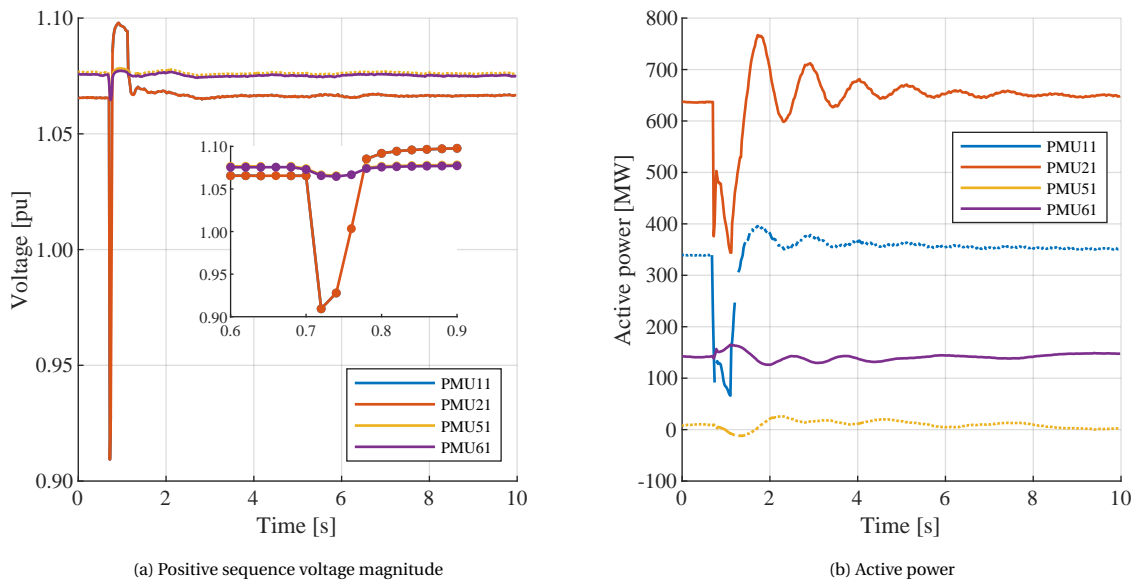 1.10
1.05
1.00
0.95
0.90
Voltage [pu]
1.10
1.05
1.00
0.95
0.90
0.6 0.7 0.8 0.9
PMU11
PMU21
PMU51
PMU61
0 2 4 6 8 10
Time [s]
(a) Positive sequence voltage magnitude
800
700
600
500
400
300
200
100
0
-100
Active power [MW]
PMU11
PMU21
PMU51
PMU61
0 2 4 6 8 10
Time [s]
(b) Active power